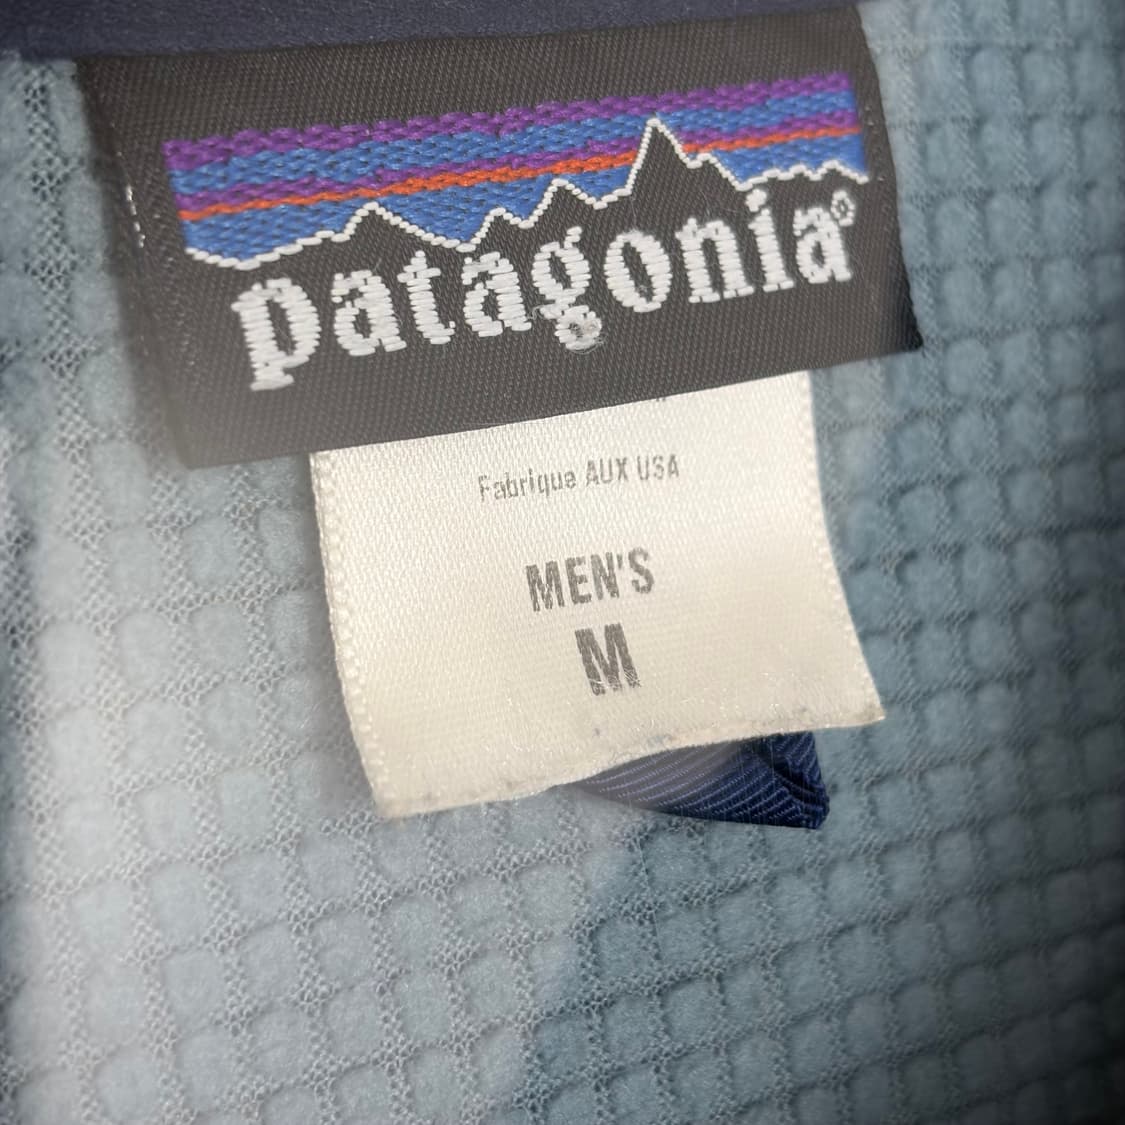 patagonia®
Fabrique AUX USA
MEN'S
M